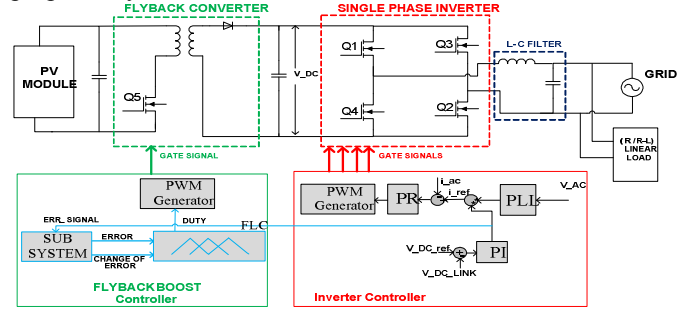 FLYBACK CONVERTER
SINGLE PHASE INVERTER
L-C FILTER
PV
MODULE
Q5
V_DC
Q1
Q3
Q4
Q2
GRID
(R /R-L)
LINEAR
LOAD
GATE SIGNAL
GATE SIGNALS
PWM
Generator
DUTY
FLC
ERR_ SIGNAL
SUB
SYSTEM
ERROR
CHANGE OF
ERROR
FLYBACKBOOST
Controller
PWM
Generator
PR
i_ac
i_ref
PLL
V_AC
V_DC_ref
PI
V_DC_LINK
Inverter Controller